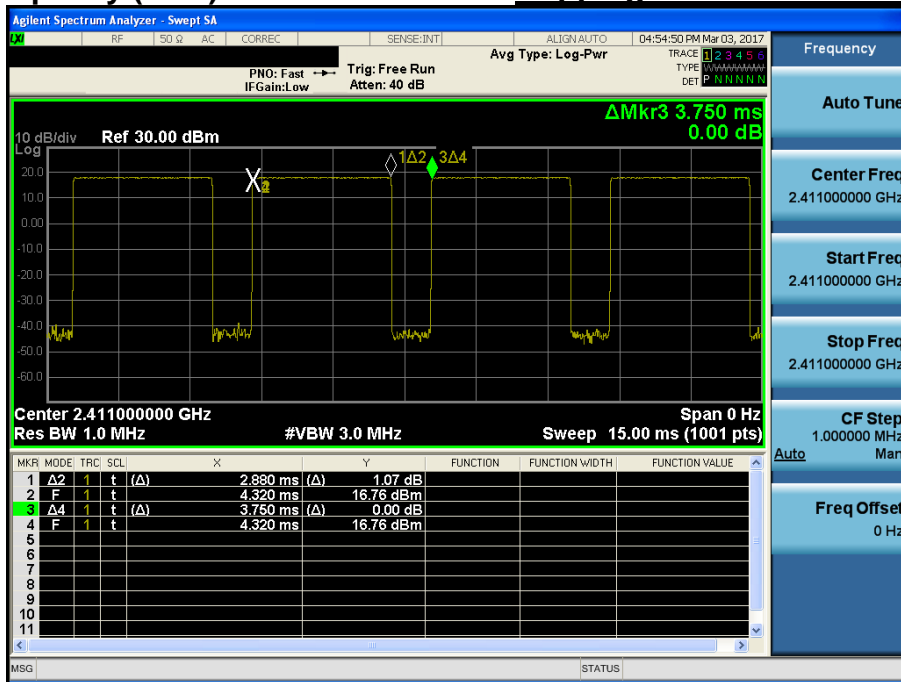 Agilent Spectrum Analyzer - Swept SA
LXI RF 50 Ω AC CORREC SENSE:INT ALIGN AUTO 04:54:50 PM Mar 03, 2017
Avg Type: Log-Pwr TRACE 1 2 3 4 5 6
PNO: Fast Trig: Free Run TYPE WWWWWW
IFGain:Low Atten: 40 dB DET P N N N N N
ΔMkr3 3.750 ms
0.00 dB
10 dB/div Ref 30.00 dBm
Log
1Δ2 3Δ4
20.0
10.0
0.00
-10.0
-20.0
-30.0
-40.0
-50.0
-60.0
Center 2.411000000 GHz Span 0 Hz
Res BW 1.0 MHz #VBW 3.0 MHz Sweep 15.00 ms (1001 pts)
MKR MODE TRC SCL X Y FUNCTION FUNCTION WIDTH FUNCTION VALUE
1 Δ2 1 t (Δ) 2.880 ms (Δ) 1.07 dB
2 F 1 t 4.320 ms 16.76 dBm
3 Δ4 1 t (Δ) 3.750 ms (Δ) 0.00 dB
4 F 1 t 4.320 ms 16.76 dBm
5
6
7
8
9
10
11
MSG STATUS
Frequency
Auto Tune
Center Freq
2.411000000 GHz
Start Freq
2.411000000 GHz
Stop Freq
2.411000000 GHz
CF Step
1.000000 MHz
Auto Man
Freq Offset
0 Hz